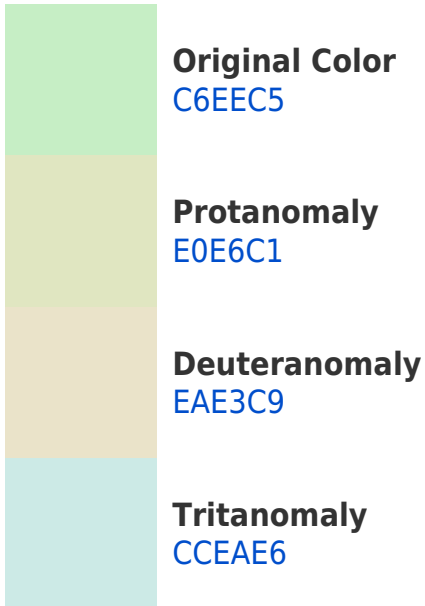 Original Color
C6EEC5
Protanomaly
E0E6C1
Deuteranomaly
EAE3C9
Tritanomaly
CCEAE6